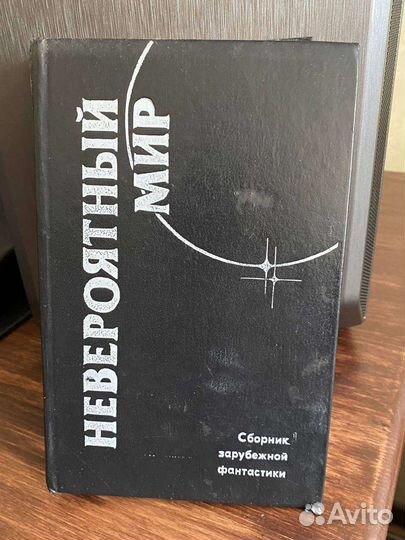 НЕВЕРОЯТНЫЙ
МИР
Сборник
зарубежной
фантастики
Avito